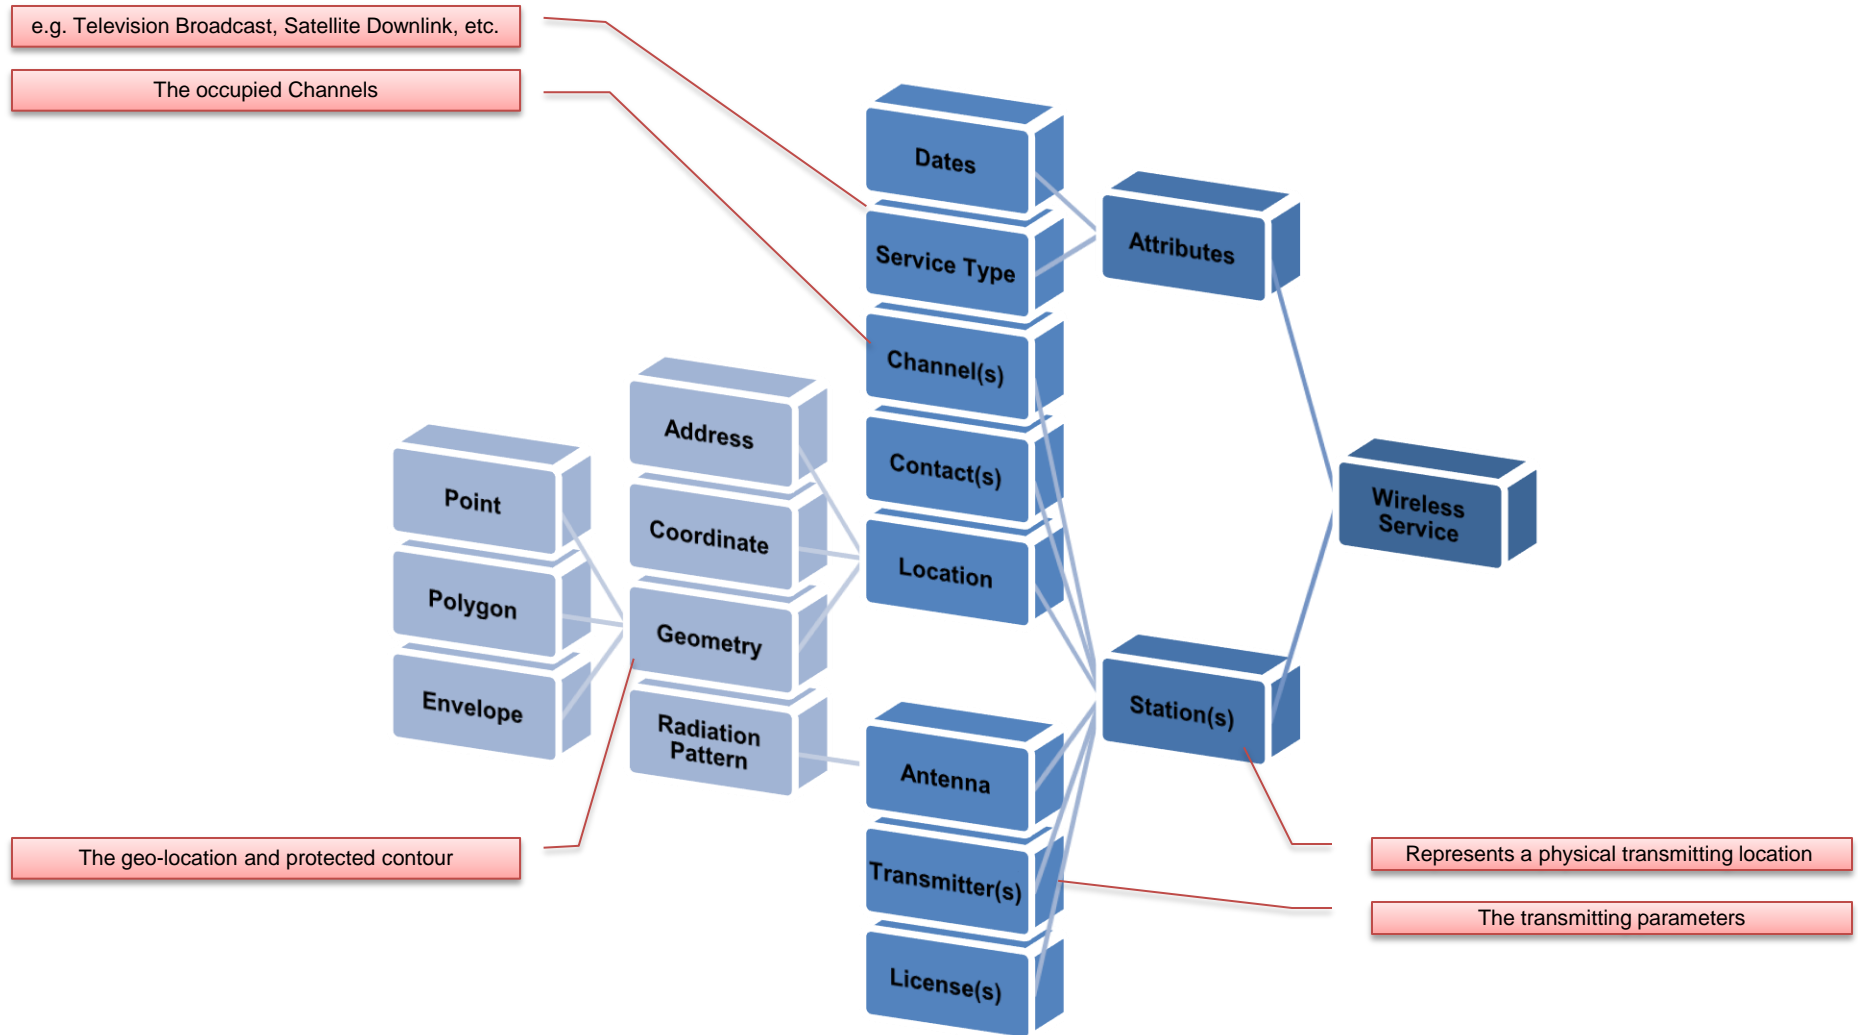 e.g. Television Broadcast, Satellite Downlink, etc.
The occupied Channels
Dates
Service Type
Attributes
Channel(s)
Address
Contact(s)
Point
Coordinate
Location
Wireless
Service
Polygon
Geometry
Envelope
Radiation
Pattern
Station(s)
Antenna
The geo-location and protected contour
Represents a physical transmitting location
Transmitter(s)
The transmitting parameters
License(s)